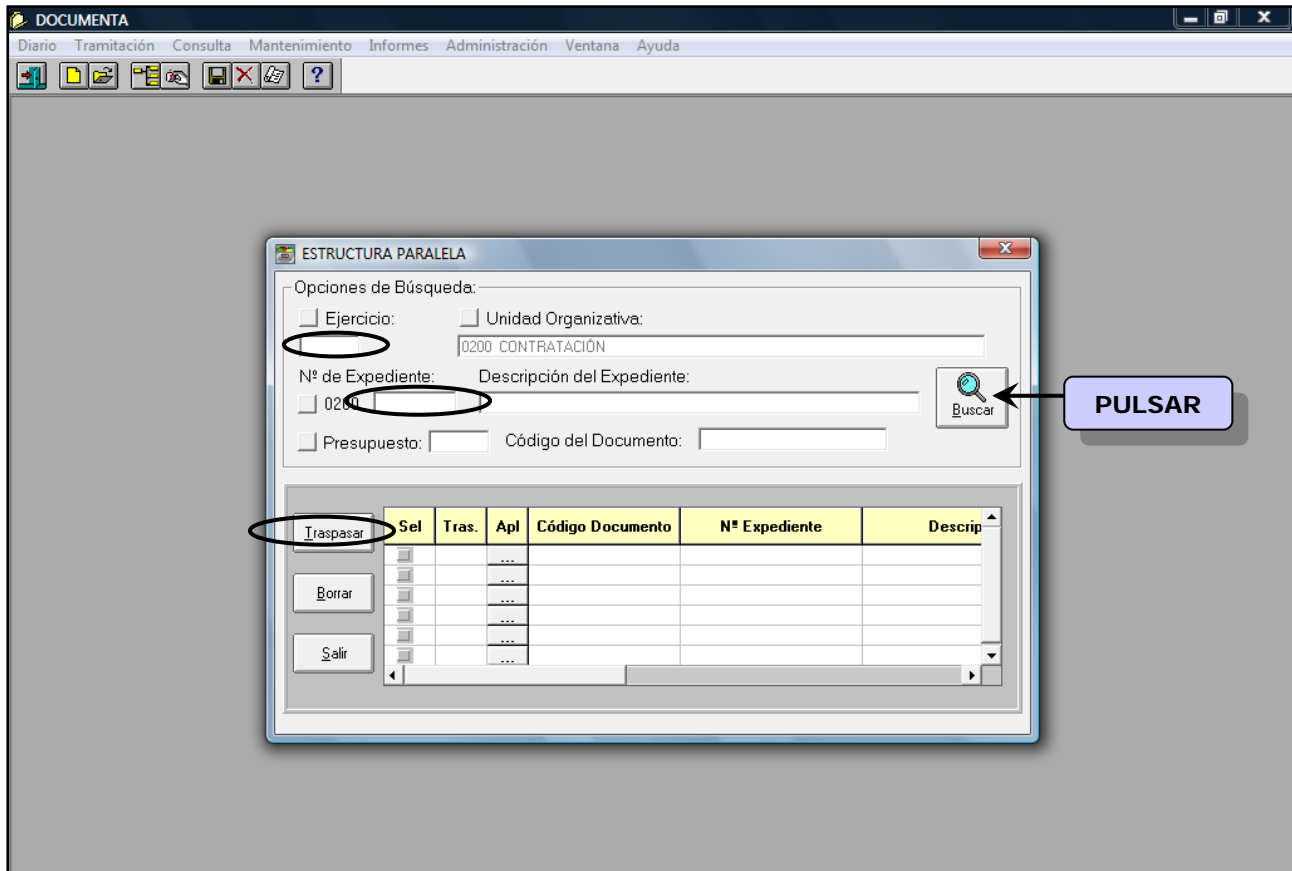 DOCUMENTA
Diario Tramitación Consulta Mantenimiento Informes Administración Ventana Ayuda
?
ESTRUCTURA PARALELA
Opciones de Búsqueda:
Ejercicio: Unidad Organizativa:
0200 CONTRATACIÓN
Nº de Expediente: Descripción del Expediente:
0200
Buscar
PULSAR
Presupuesto: Código del Documento:
Traspasar
Sel Tras. Apl Código Documento Nª Expediente Descrip
...
...
Borrar ...
...
...
Salir ...